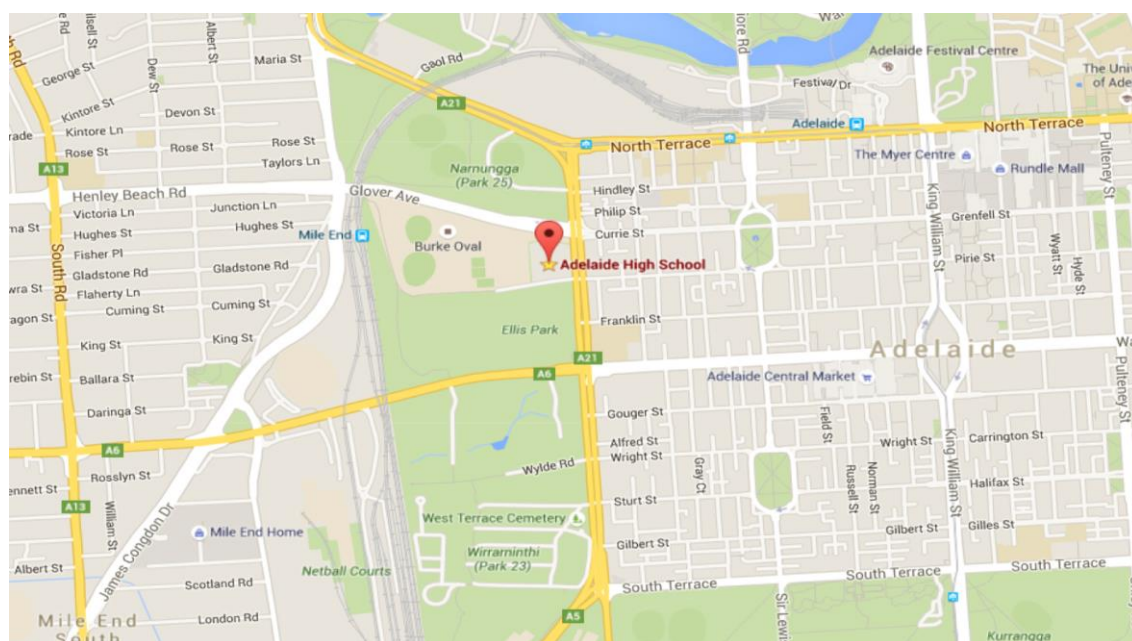 Albert St
Maria St
Dew St
George St
Kintore St
Devon St
Kintore Ln
Rose St
Rose St
Rose St
Taylors Ln
A13
Henley Beach Rd
Victoria Ln
Junction Ln
Hughes St
Hughes St
Fisher Pl
Gladstone Rd
Gladstone Rd
Flaherty Ln
Cuming St
Cuming St
King St
King St
Ballara St
Daringa St
South Rd
A6
Rosslyn St
A13
William St
James Congdon Dr
Mile End Home
Albert St
Scotland Rd
London Rd
Mile End
South
Gaol Rd
A21
Narnungga
(Park 25)
Glover Ave
Mile End
Burke Oval
Adelaide High School
Ellis Park
A21
A6
Wylde Rd
West Terrace Cemetery
Wirraninthi
(Park 23)
Netball Courts
A5
Adelaide Festival Centre
Festival Dr
Adelaide
North Terrace
North Terrace
The Myer Centre
Rundle Mall
Pulteney St
Hindley St
Philip St
Currie St
Grenfell St
King William St
Pirie St
Wyatt St
Hyde St
Franklin St
Adelaide
Adelaide Central Market
Pulteney St
Gouger St
Field St
Alfred St
Wright St
Wright St
Carrington St
King William St
Gray Ct
Russell St
Norman St
Halifax St
Sturt St
Gilbert St
Gilbert St
Gilles St
South Terrace
South Terrace
Kurrangga